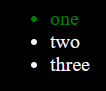 • one
• two
• three